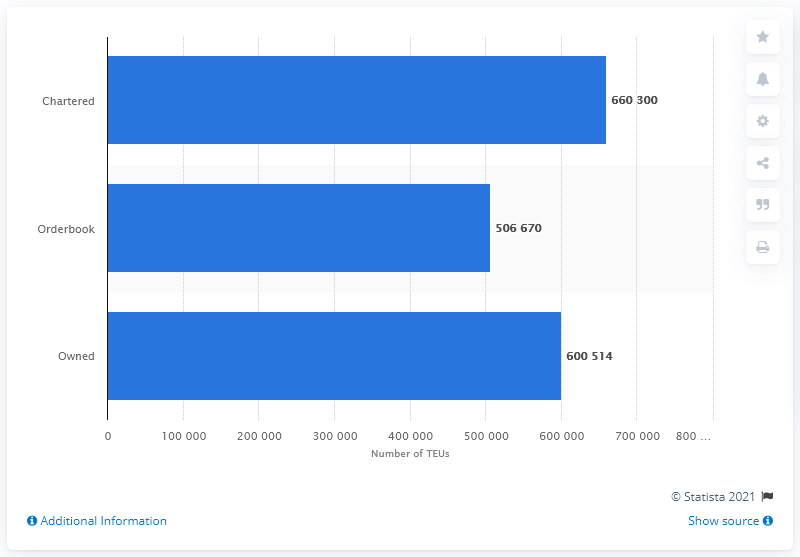 Chartered
660 300
Orderbook
506 670
Owned
600 514
0 100 000 200 000 300 000 400 000 500 000 600 000 700 000 800 ...
Number of TEUs
© Statista 2021
Additional Information
Show source